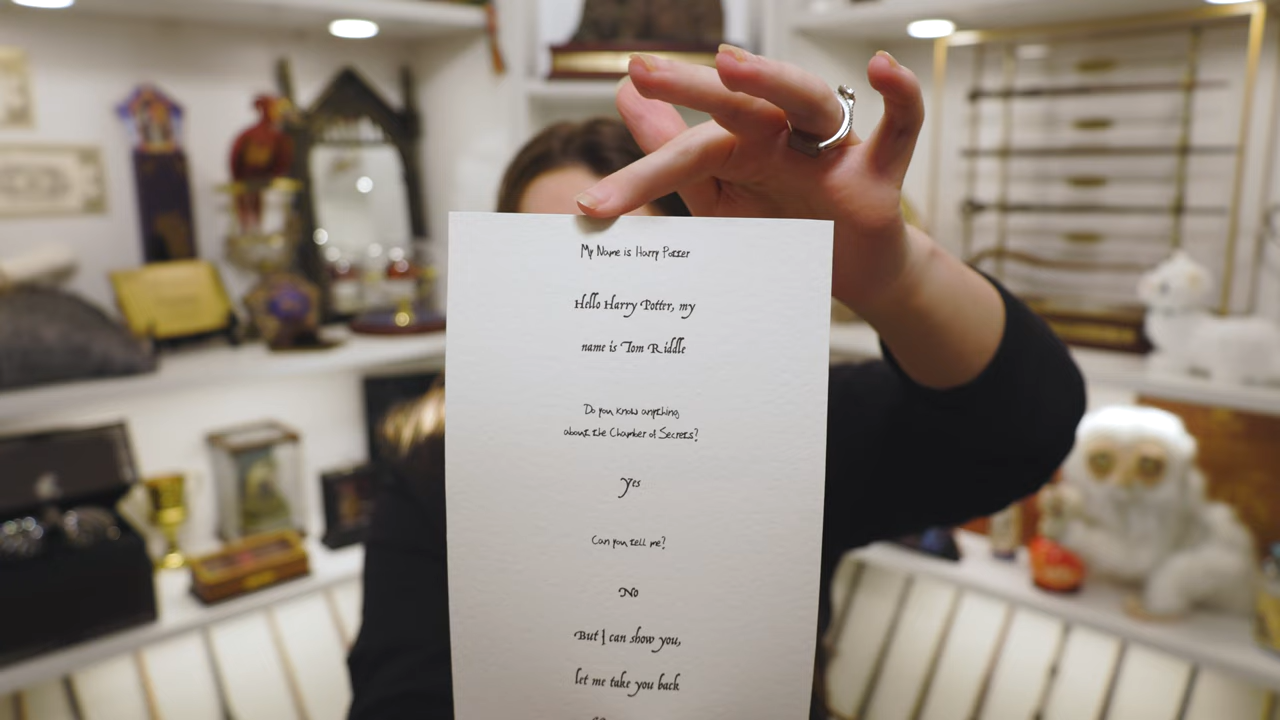 My Name is Harry Potter
Hello Harry Potter, my
name is Tom Riddle
Do you know anything
about the Chamber of Secrets?
Yes
Can you tell me?
No
But I can show you,
let me take you back